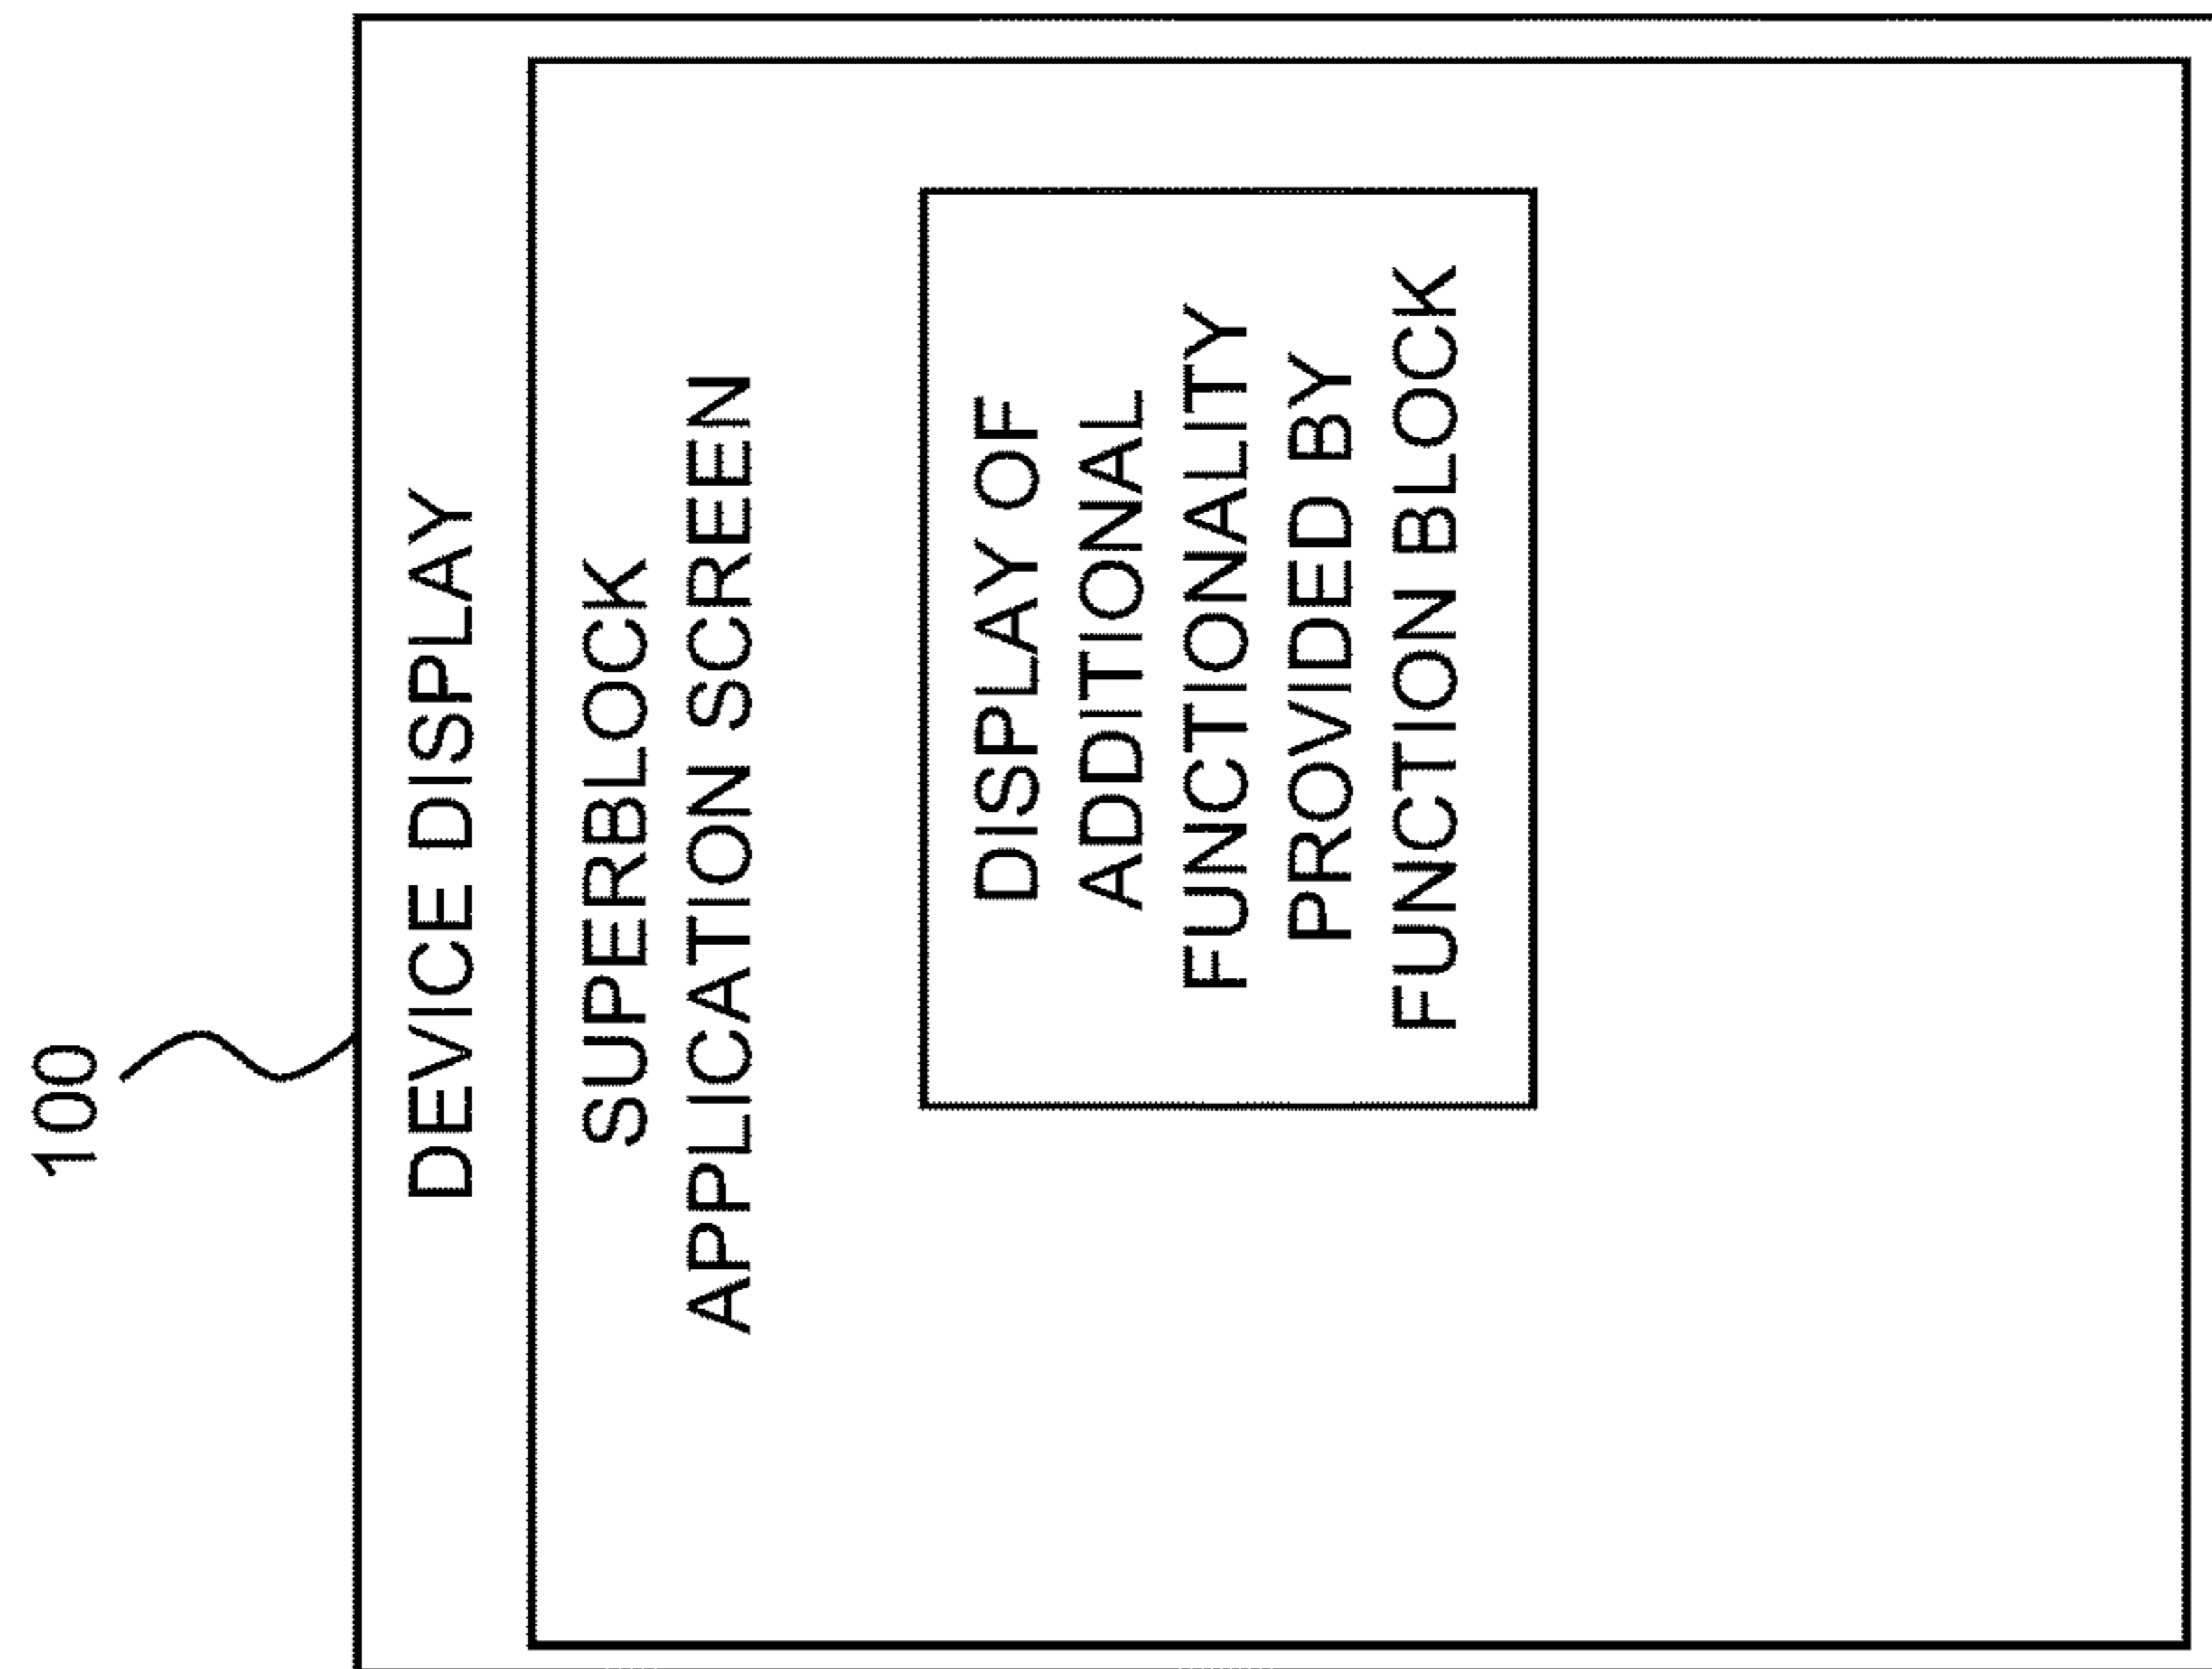 100
DEVICE DISPLAY
SUPERBLOCK
APPLICATION SCREEN
DISPLAY OF
ADDITIONAL
FUNCTIONALITY
PROVIDED BY
FUNCTION BLOCK